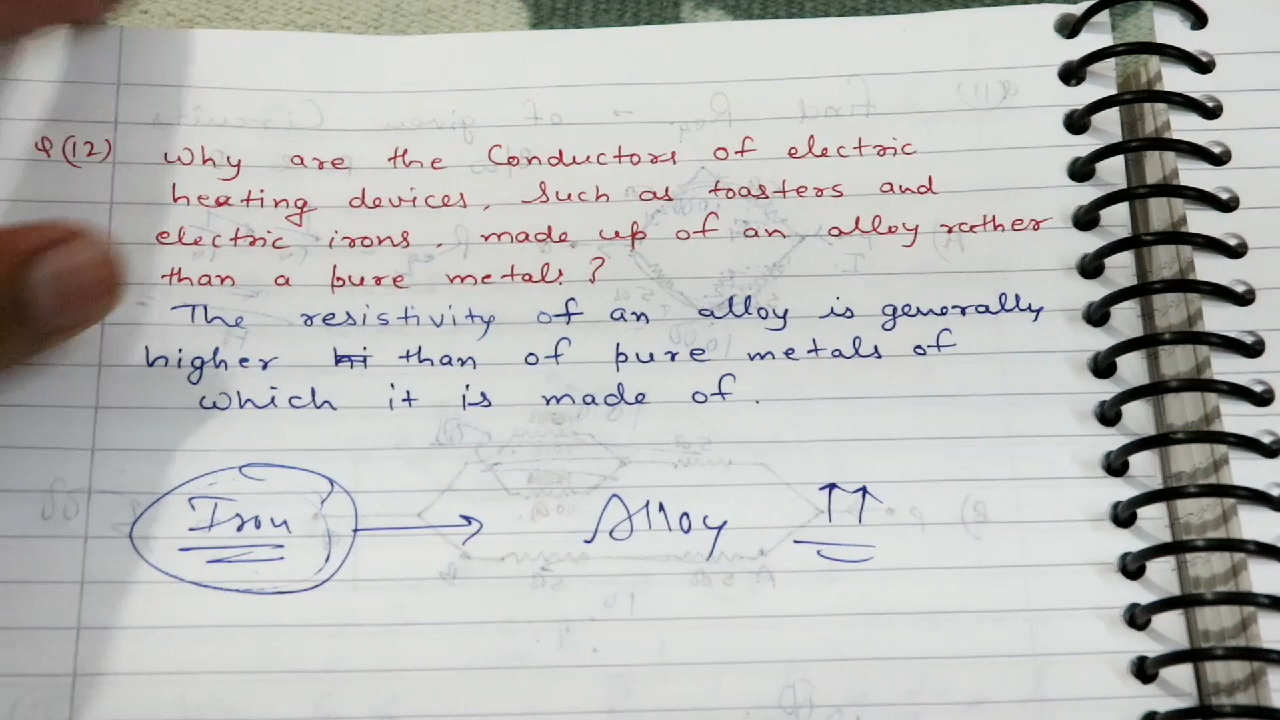 Q(12) Why are the Conductors of electric
heating devices, such as toasters and
electric irons, made up of an alloy rather
than a pure metal?
The resistivity of an alloy is generally
higher than of pure metals of
which it is made of.
Iron → Alloy ↑↑